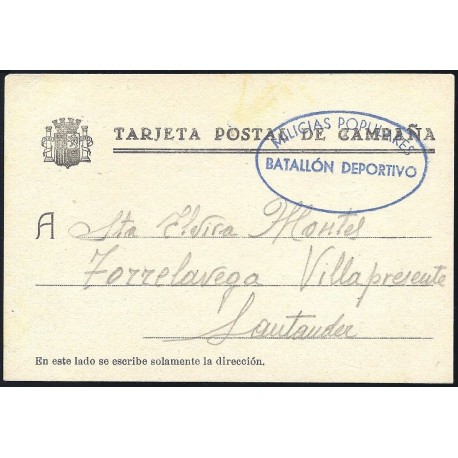 TARJETA POSTAL DE CAMPAÑA
MILICIAS POPULARES
BATALLÓN DEPORTIVO
A Sta Elvira Montes
Torrelavega Villapresente
Santander
En este lado se escribe solamente la dirección.